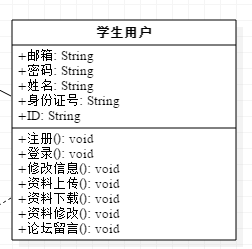 学生用户
+邮箱: String
+密码: String
+姓名: String
+身份证号: String
+ID: String
+注册(): void
+登录(): void
+修改信息(): void
+资料上传(): void
+资料下载(): void
+资料修改(): void
+论坛留言(): void